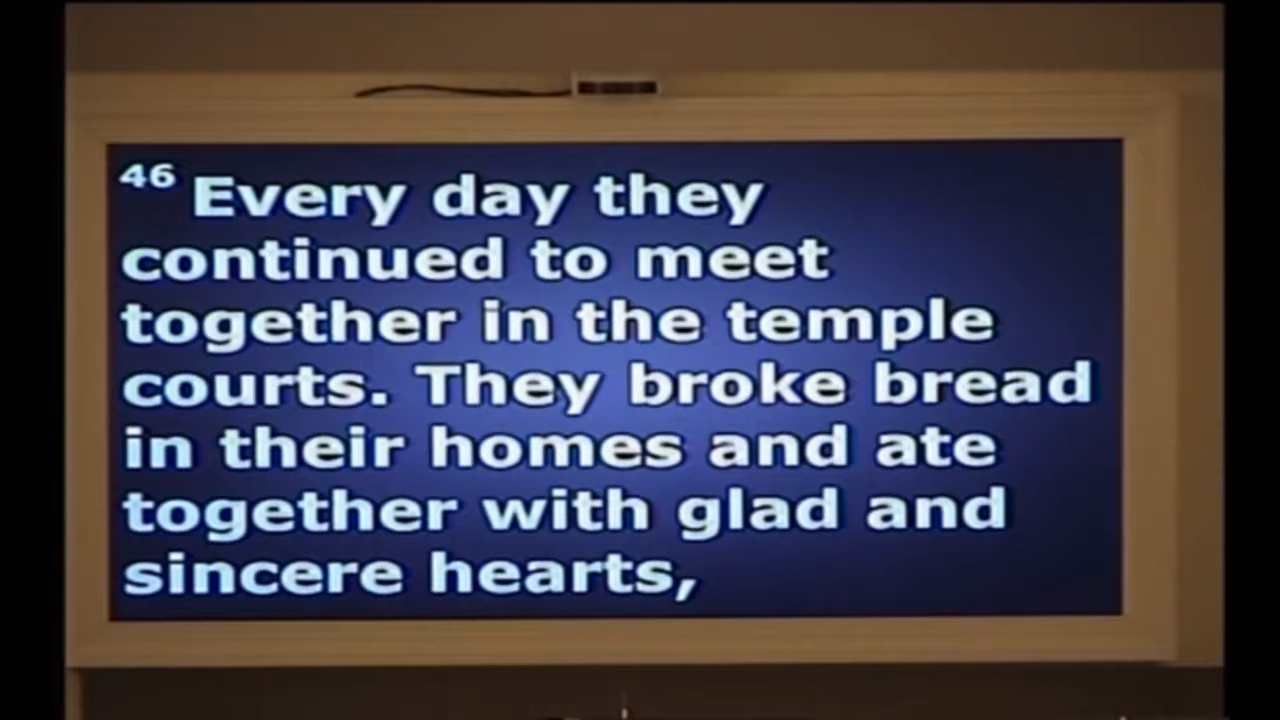 46 Every day they
continued to meet
together in the temple
courts. They broke bread
in their homes and ate
together with glad and
sincere hearts,